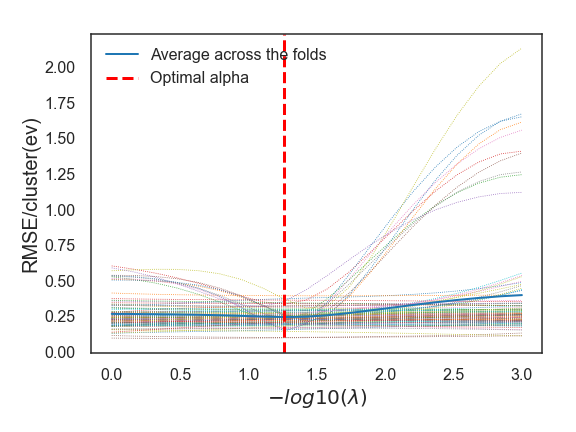 Average across the folds
Optimal alpha
RMSE/cluster(ev)
2.00
1.75
1.50
1.25
1.00
0.75
0.50
0.25
0.00
0.0 0.5 1.0 1.5 2.0 2.5 3.0
−log10(λ)